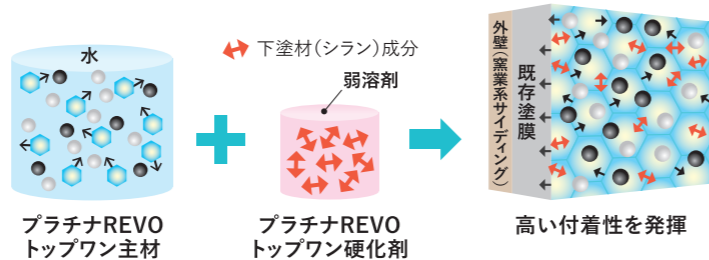 水
下塗材(シラン)成分
弱溶剤
プラチナREVO
トップワン主材
プラチナREVO
トップワン硬化剤
外壁(窯業系サイディング)
既存塗膜
高い付着性を発揮